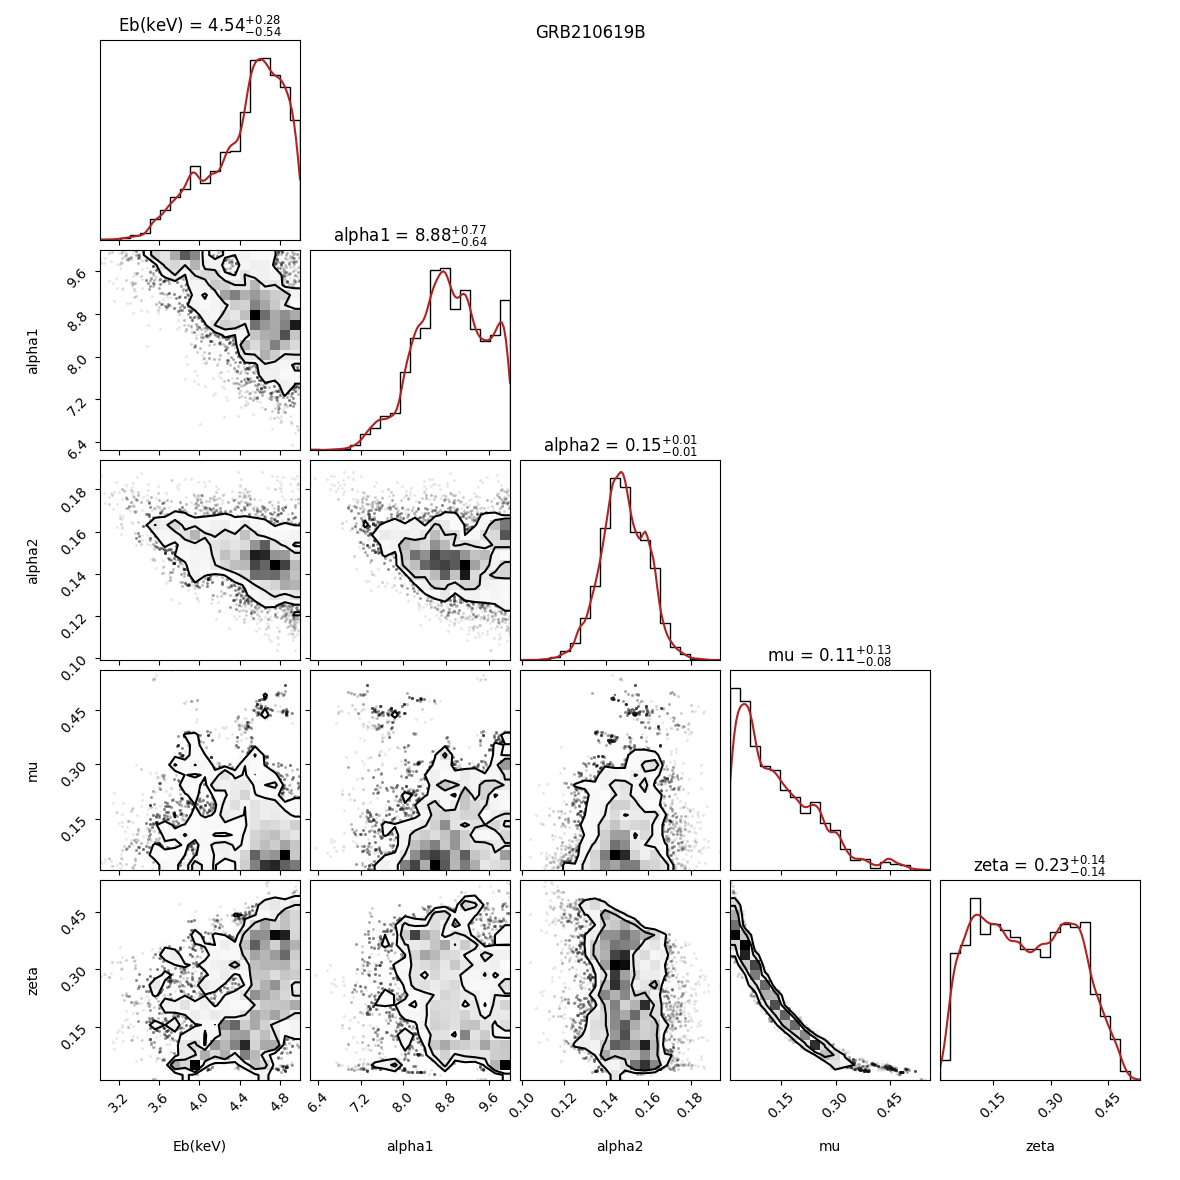 GRB210619B
Eb(keV) = 4.54+0.28−0.54
alpha1 = 8.88+0.77−0.64
9.6
8.8
8.0
7.2
6.4
alpha1
alpha2 = 0.15+0.01−0.01
0.18
0.16
0.14
0.12
0.10
alpha2
mu = 0.11+0.13−0.08
0.45
0.30
0.15
mu
zeta = 0.23+0.14−0.14
0.45
0.30
0.15
zeta
3.2 3.6 4.0 4.4 4.8 6.4 7.2 8.0 8.8 9.6 0.10 0.12 0.14 0.16 0.18 0.15 0.30 0.45 0.15 0.30 0.45
Eb(keV) alpha1 alpha2 mu zeta